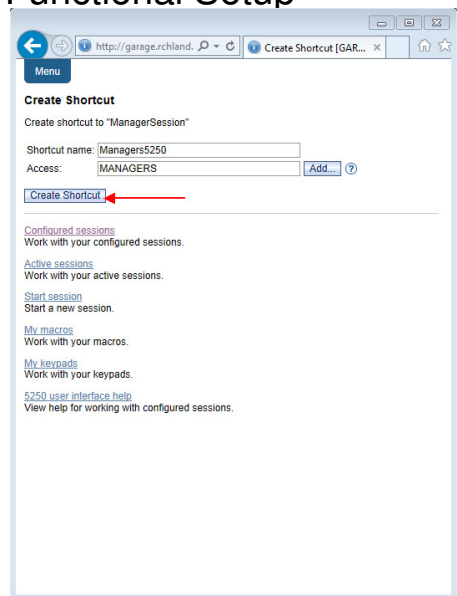 Functional Setup
http://garage.rchland.
Create Shortcut [GAR...
Menu
Create Shortcut
Create shortcut to "ManagerSession"
Shortcut name: Managers5250
Access: MANAGERS Add... ?
Create Shortcut
Configured sessions
Work with your configured sessions.
Active sessions
Work with your active sessions.
Start session
Start a new session.
My macros
Work with your macros.
My keypads
Work with your keypads.
5250 user interface help
View help for working with configured sessions.